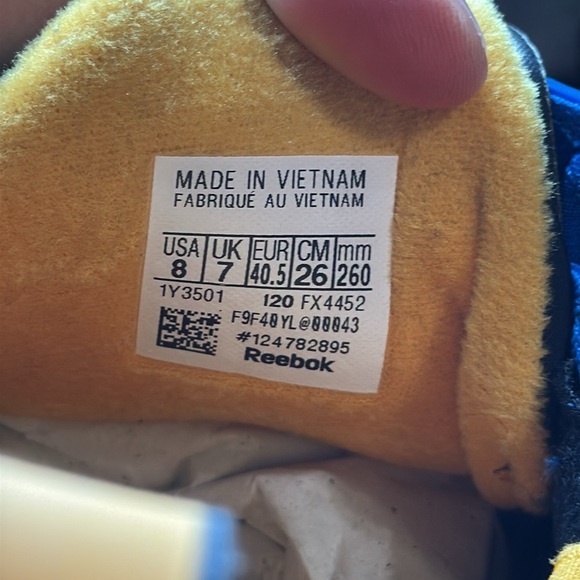 MADE IN VIETNAM
FABRIQUÉ AU VIETNAM
USA UK EUR CM mm
8 7 40.5 26 260
1Y3501 120 FX4452
F9F40YL@00043
#124782895
Reebok